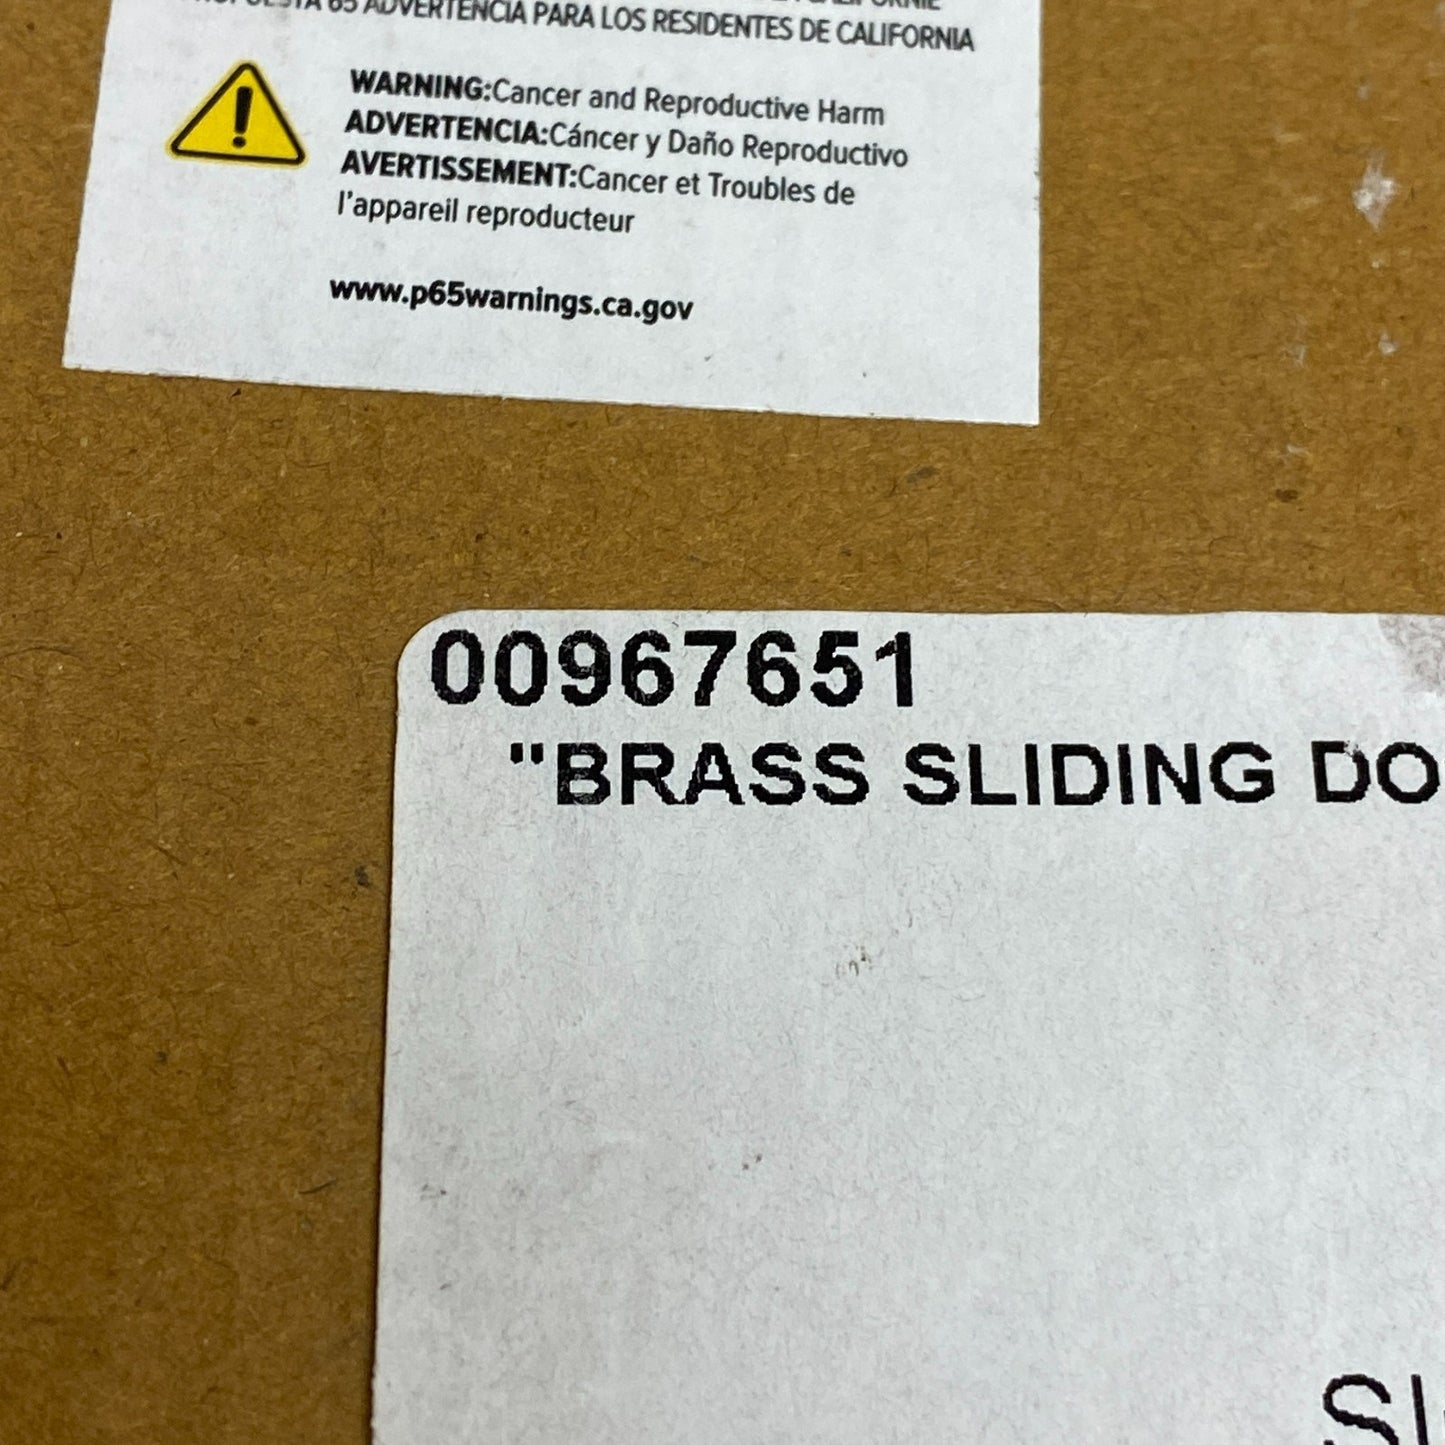 65 ADVERTENCIA PARA LOS RESIDENTES DE CALIFORNIA
WARNING:Cancer and Reproductive Harm
ADVERTENCIA:Cáncer y Daño Reproductivo
AVERTISSEMENT:Cancer et Troubles de
l'appareil reproducteur
www.p65warnings.ca.gov
00967651
"BRASS SLIDING DO